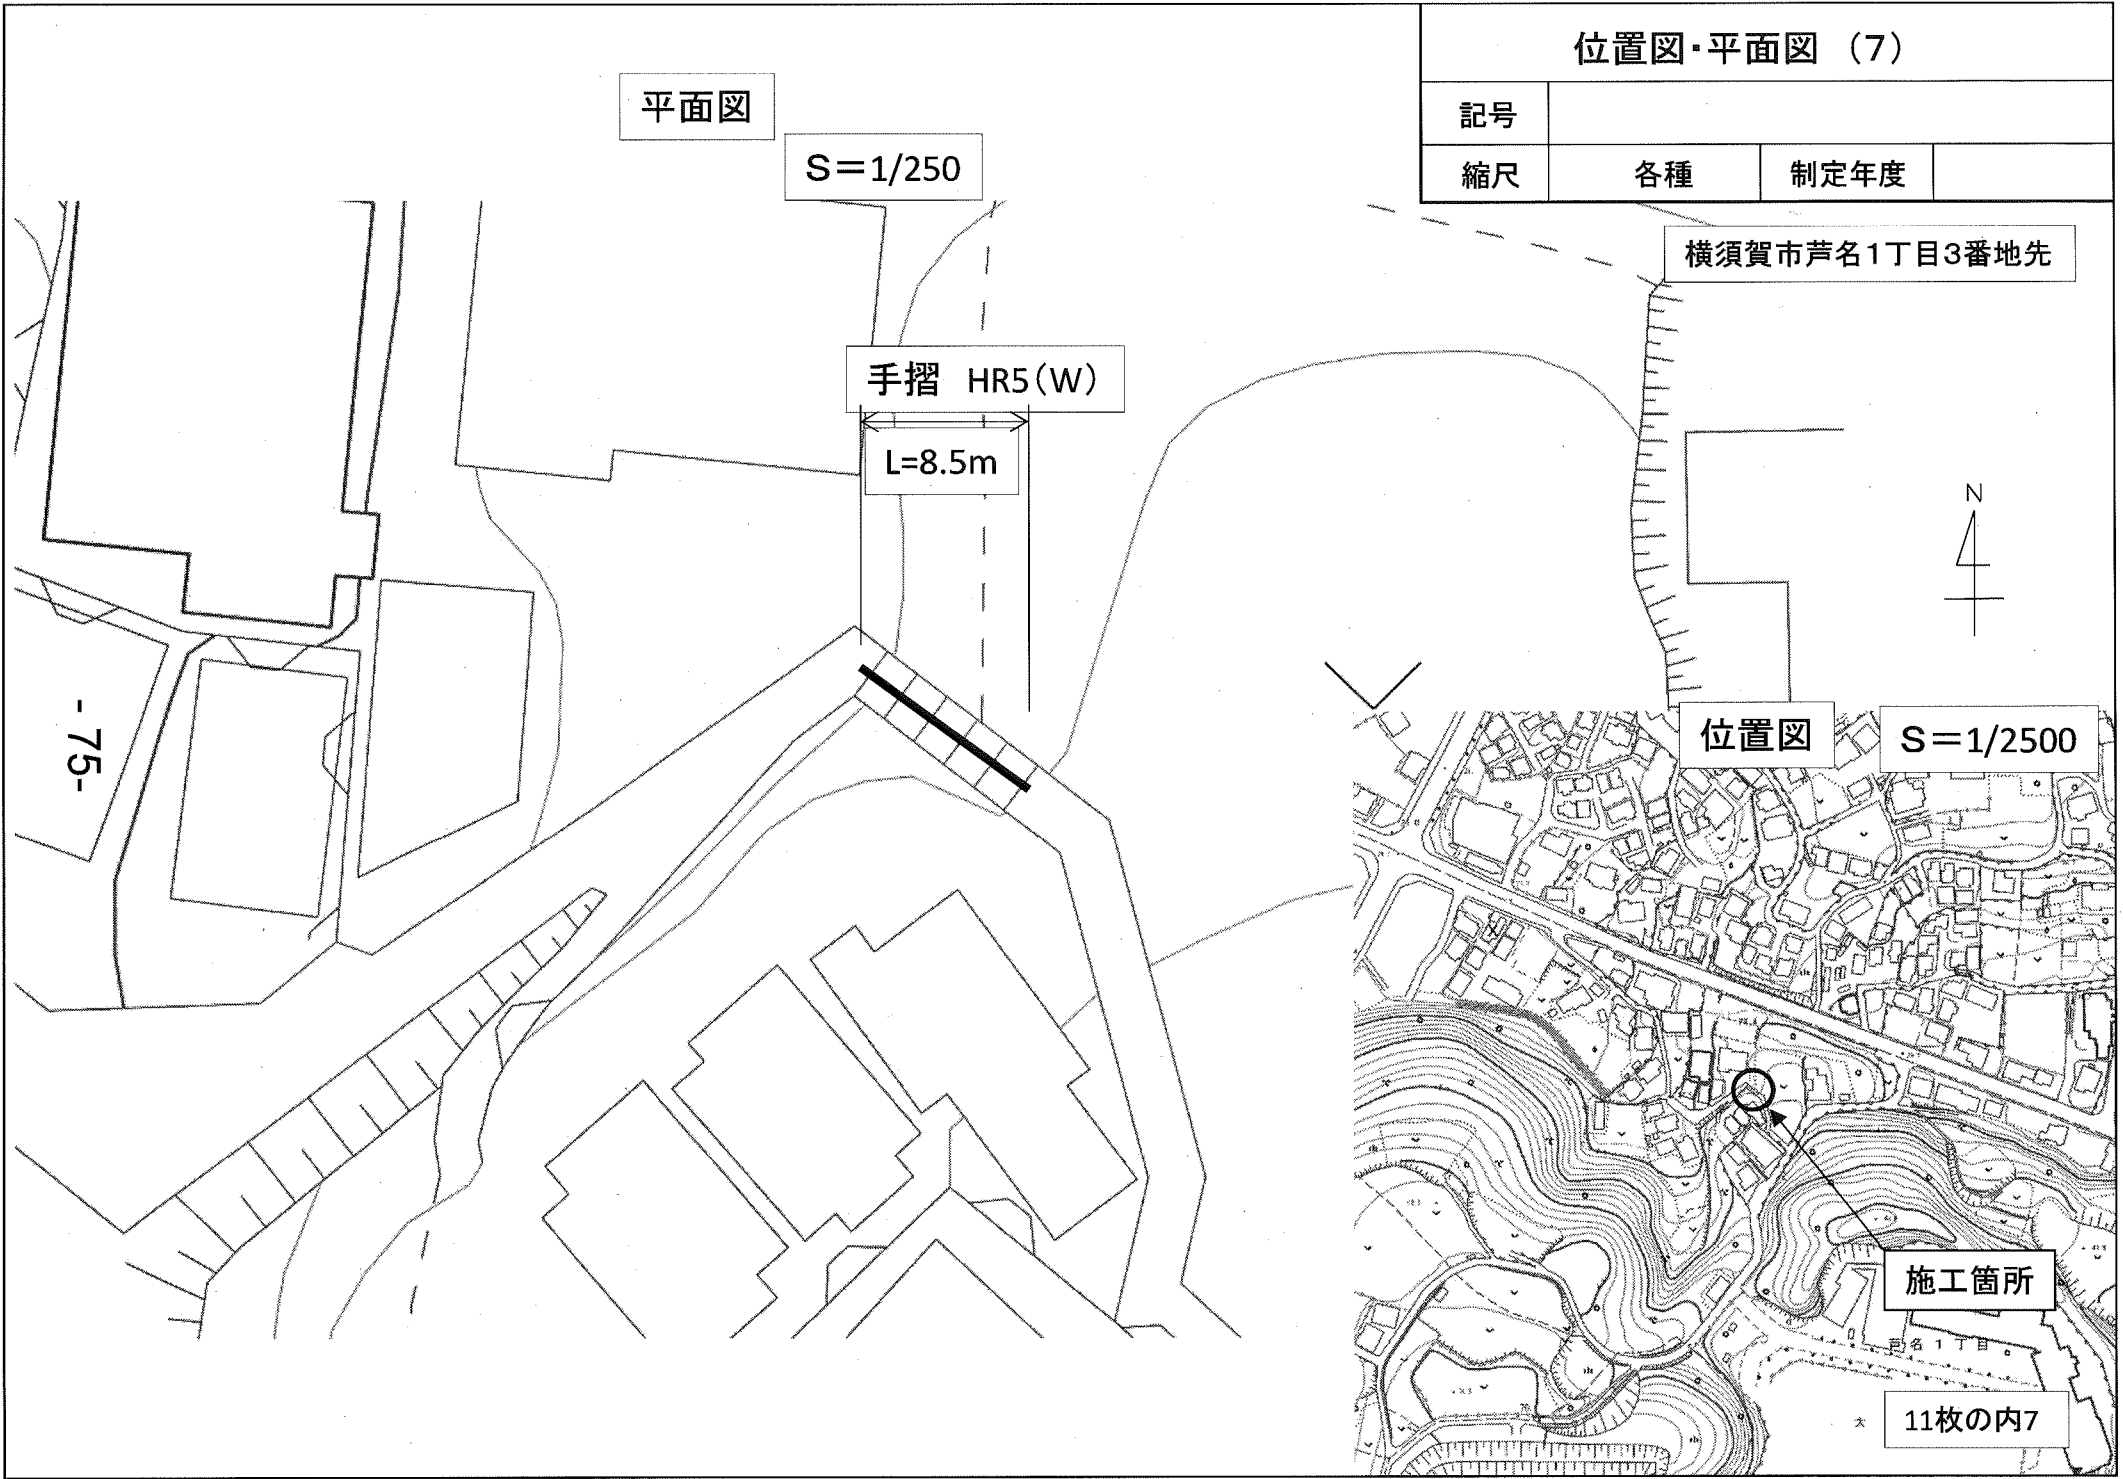 位置図・平面図 (7)
記号
縮尺 各種 制定年度
平面図
S=1/250
横須賀市芦名1丁目3番地先
手摺 HR5(W)
L=8.5m
N
- 75-
位置図
S=1/2500
施工箇所
芦名1丁目
大
11枚の内7